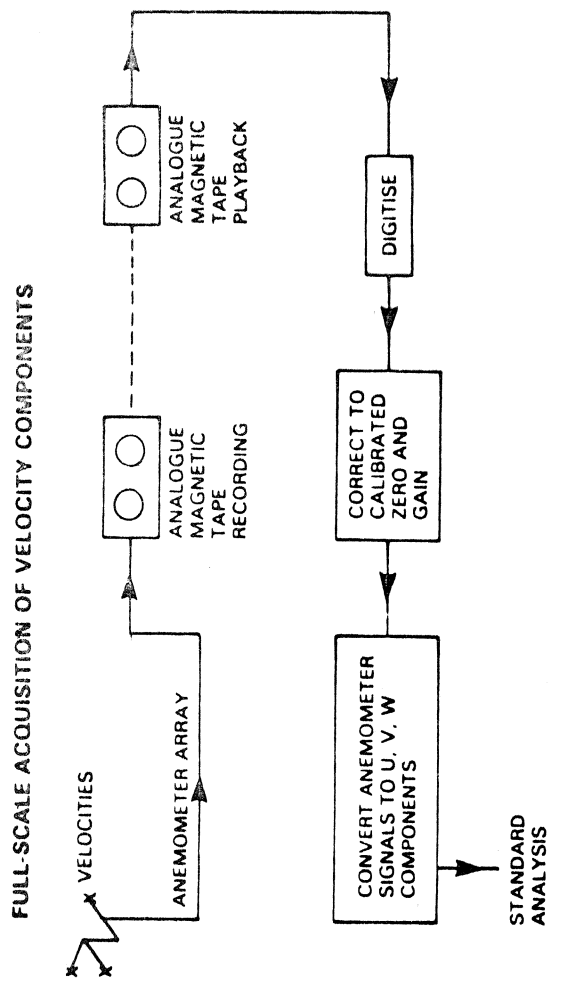 FULL-SCALE ACQUISITION OF VELOCITY COMPONENTS
VELOCITIES
ANEMOMETER ARRAY
ANALOGUE
MAGNETIC
TAPE
RECORDING
ANALOGUE
MAGNETIC
TAPE
PLAYBACK
DIGITISE
CORRECT TO
CALIBRATED
ZERO AND
GAIN
CONVERT ANEMOMETER
SIGNALS TO U, V, W
COMPONENTS
STANDARD
ANALYSIS